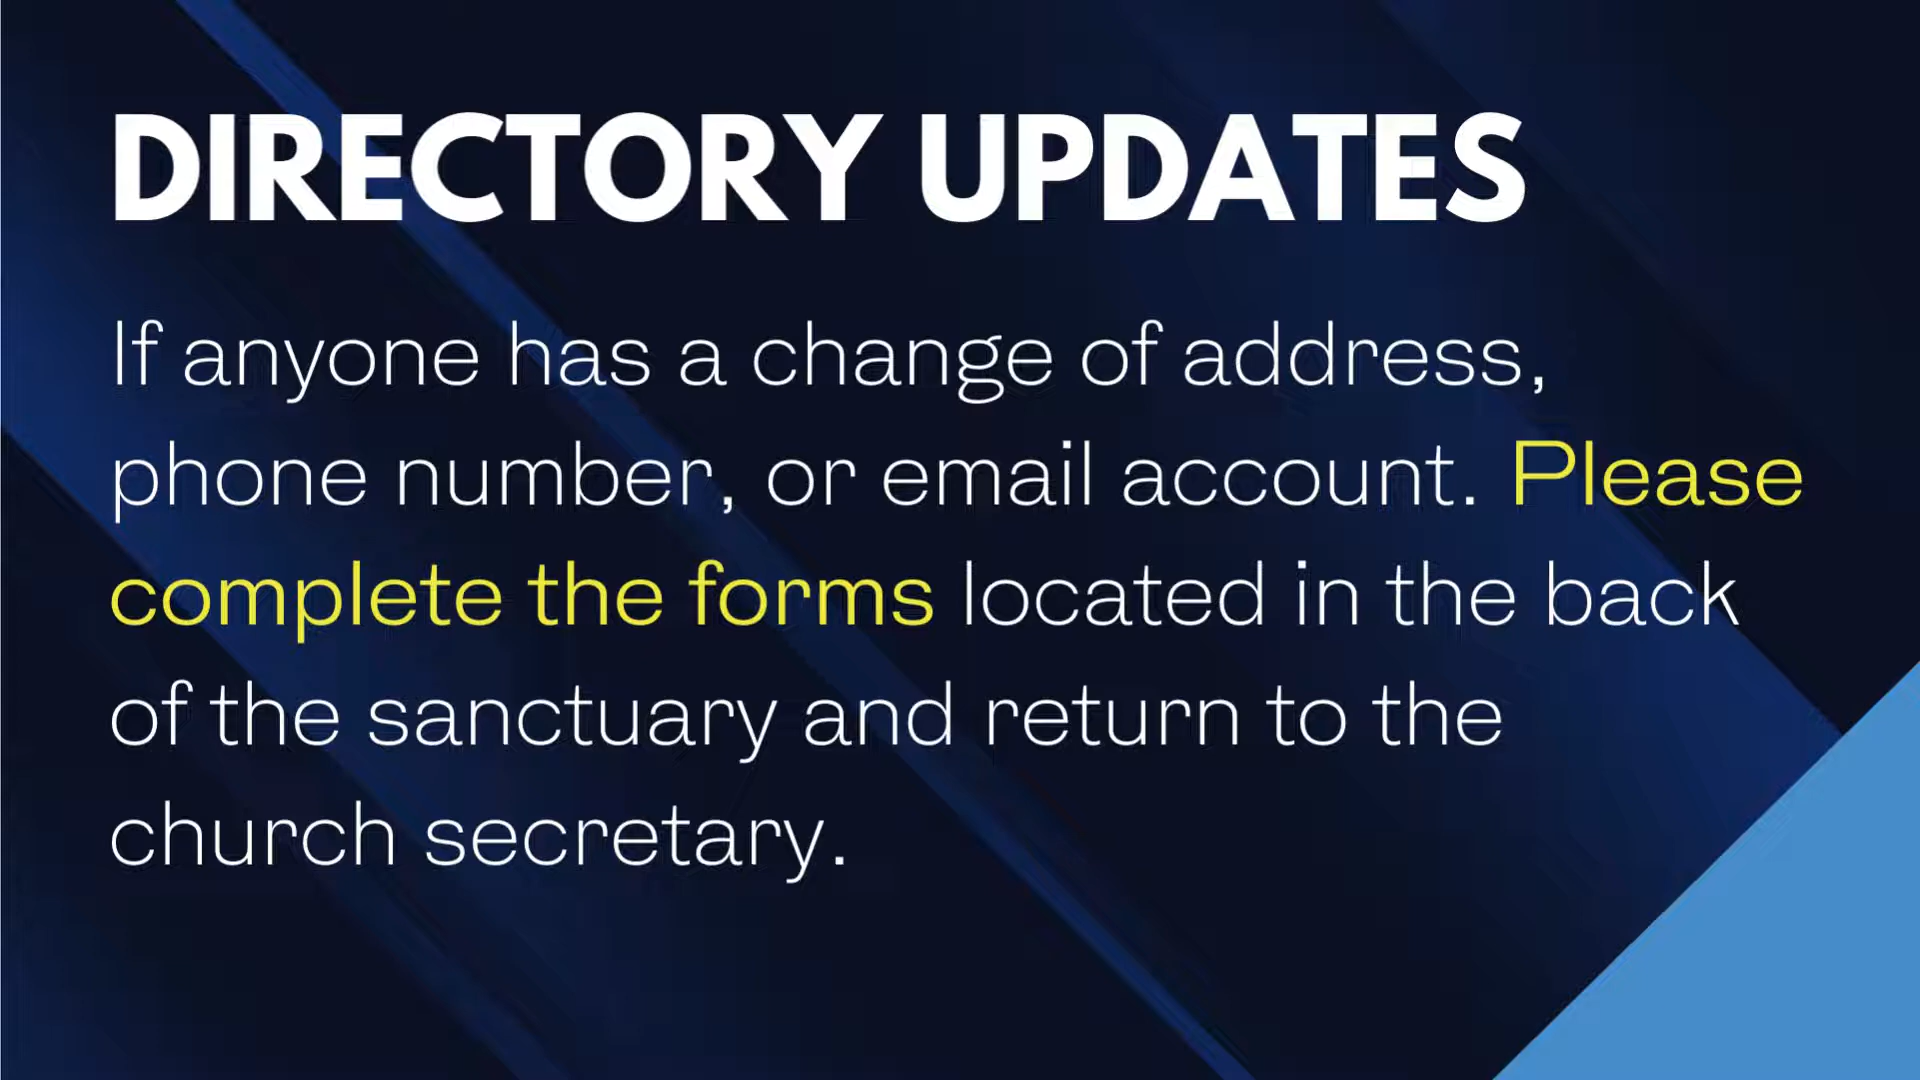 DIRECTORY UPDATES
If anyone has a change of address,
phone number, or email account. Please
complete the forms located in the back
of the sanctuary and return to the
church secretary.